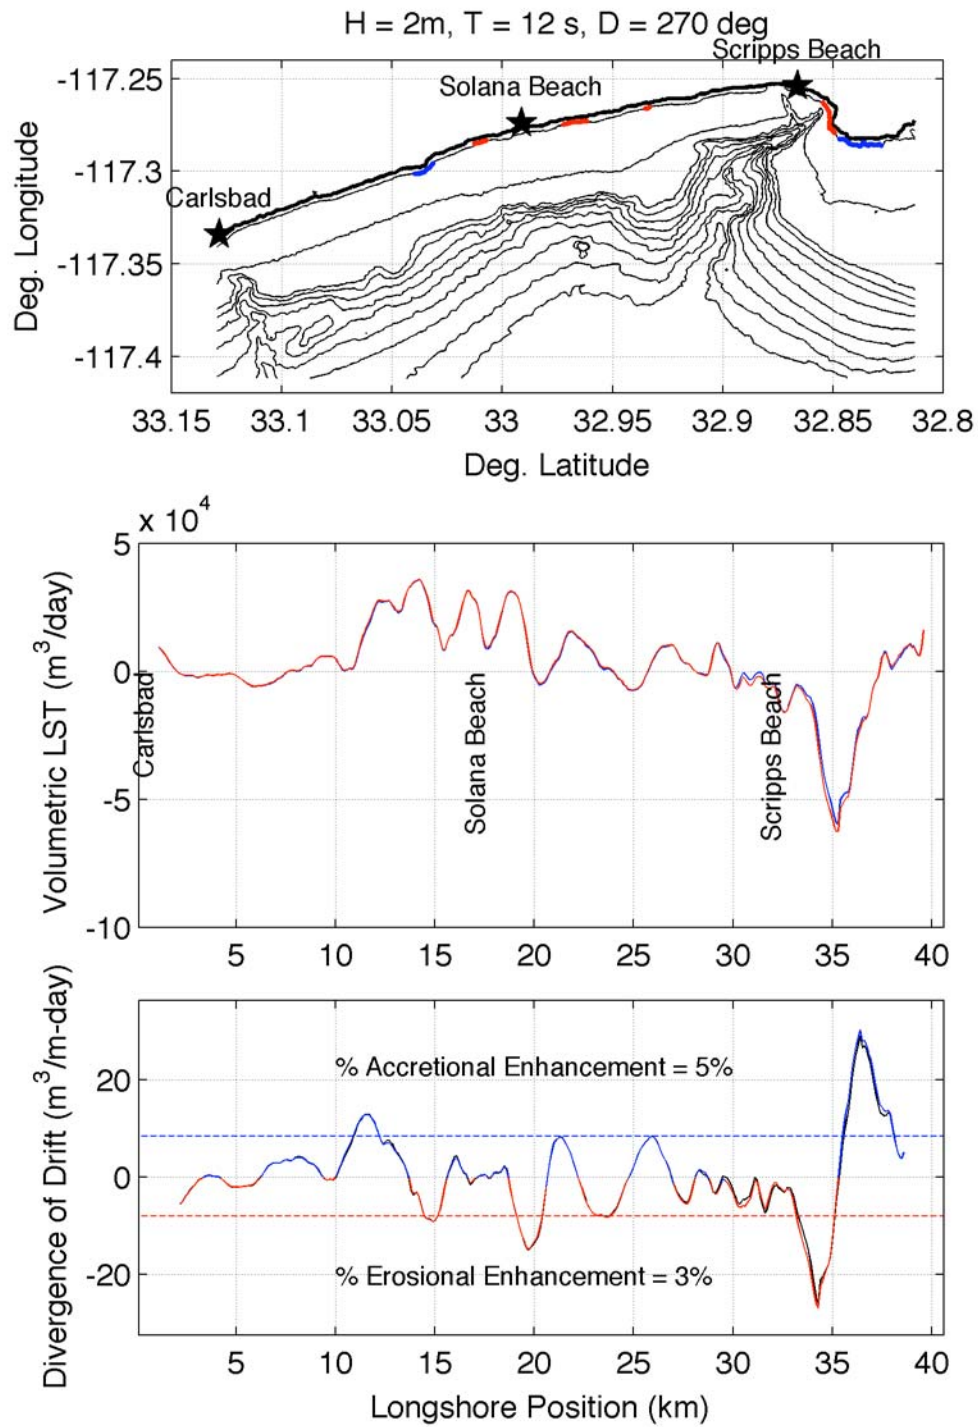 H = 2m, T = 12 s, D = 270 deg
Scripps Beach
Solana Beach
Carlsbad
-117.25
-117.3
-117.35
-117.4
Deg. Longitude
33.15 33.1 33.05 33 32.95 32.9 32.85 32.8
Deg. Latitude
x 10⁴
5
0
-5
-10
Volumetric LST (m³/day)
Carlsbad
Solana Beach
Scripps Beach
5 10 15 20 25 30 35 40
Divergence of Drift (m³/m-day)
20
0
-20
% Accretional Enhancement = 5%
% Erosional Enhancement = 3%
5 10 15 20 25 30 35 40
Longshore Position (km)